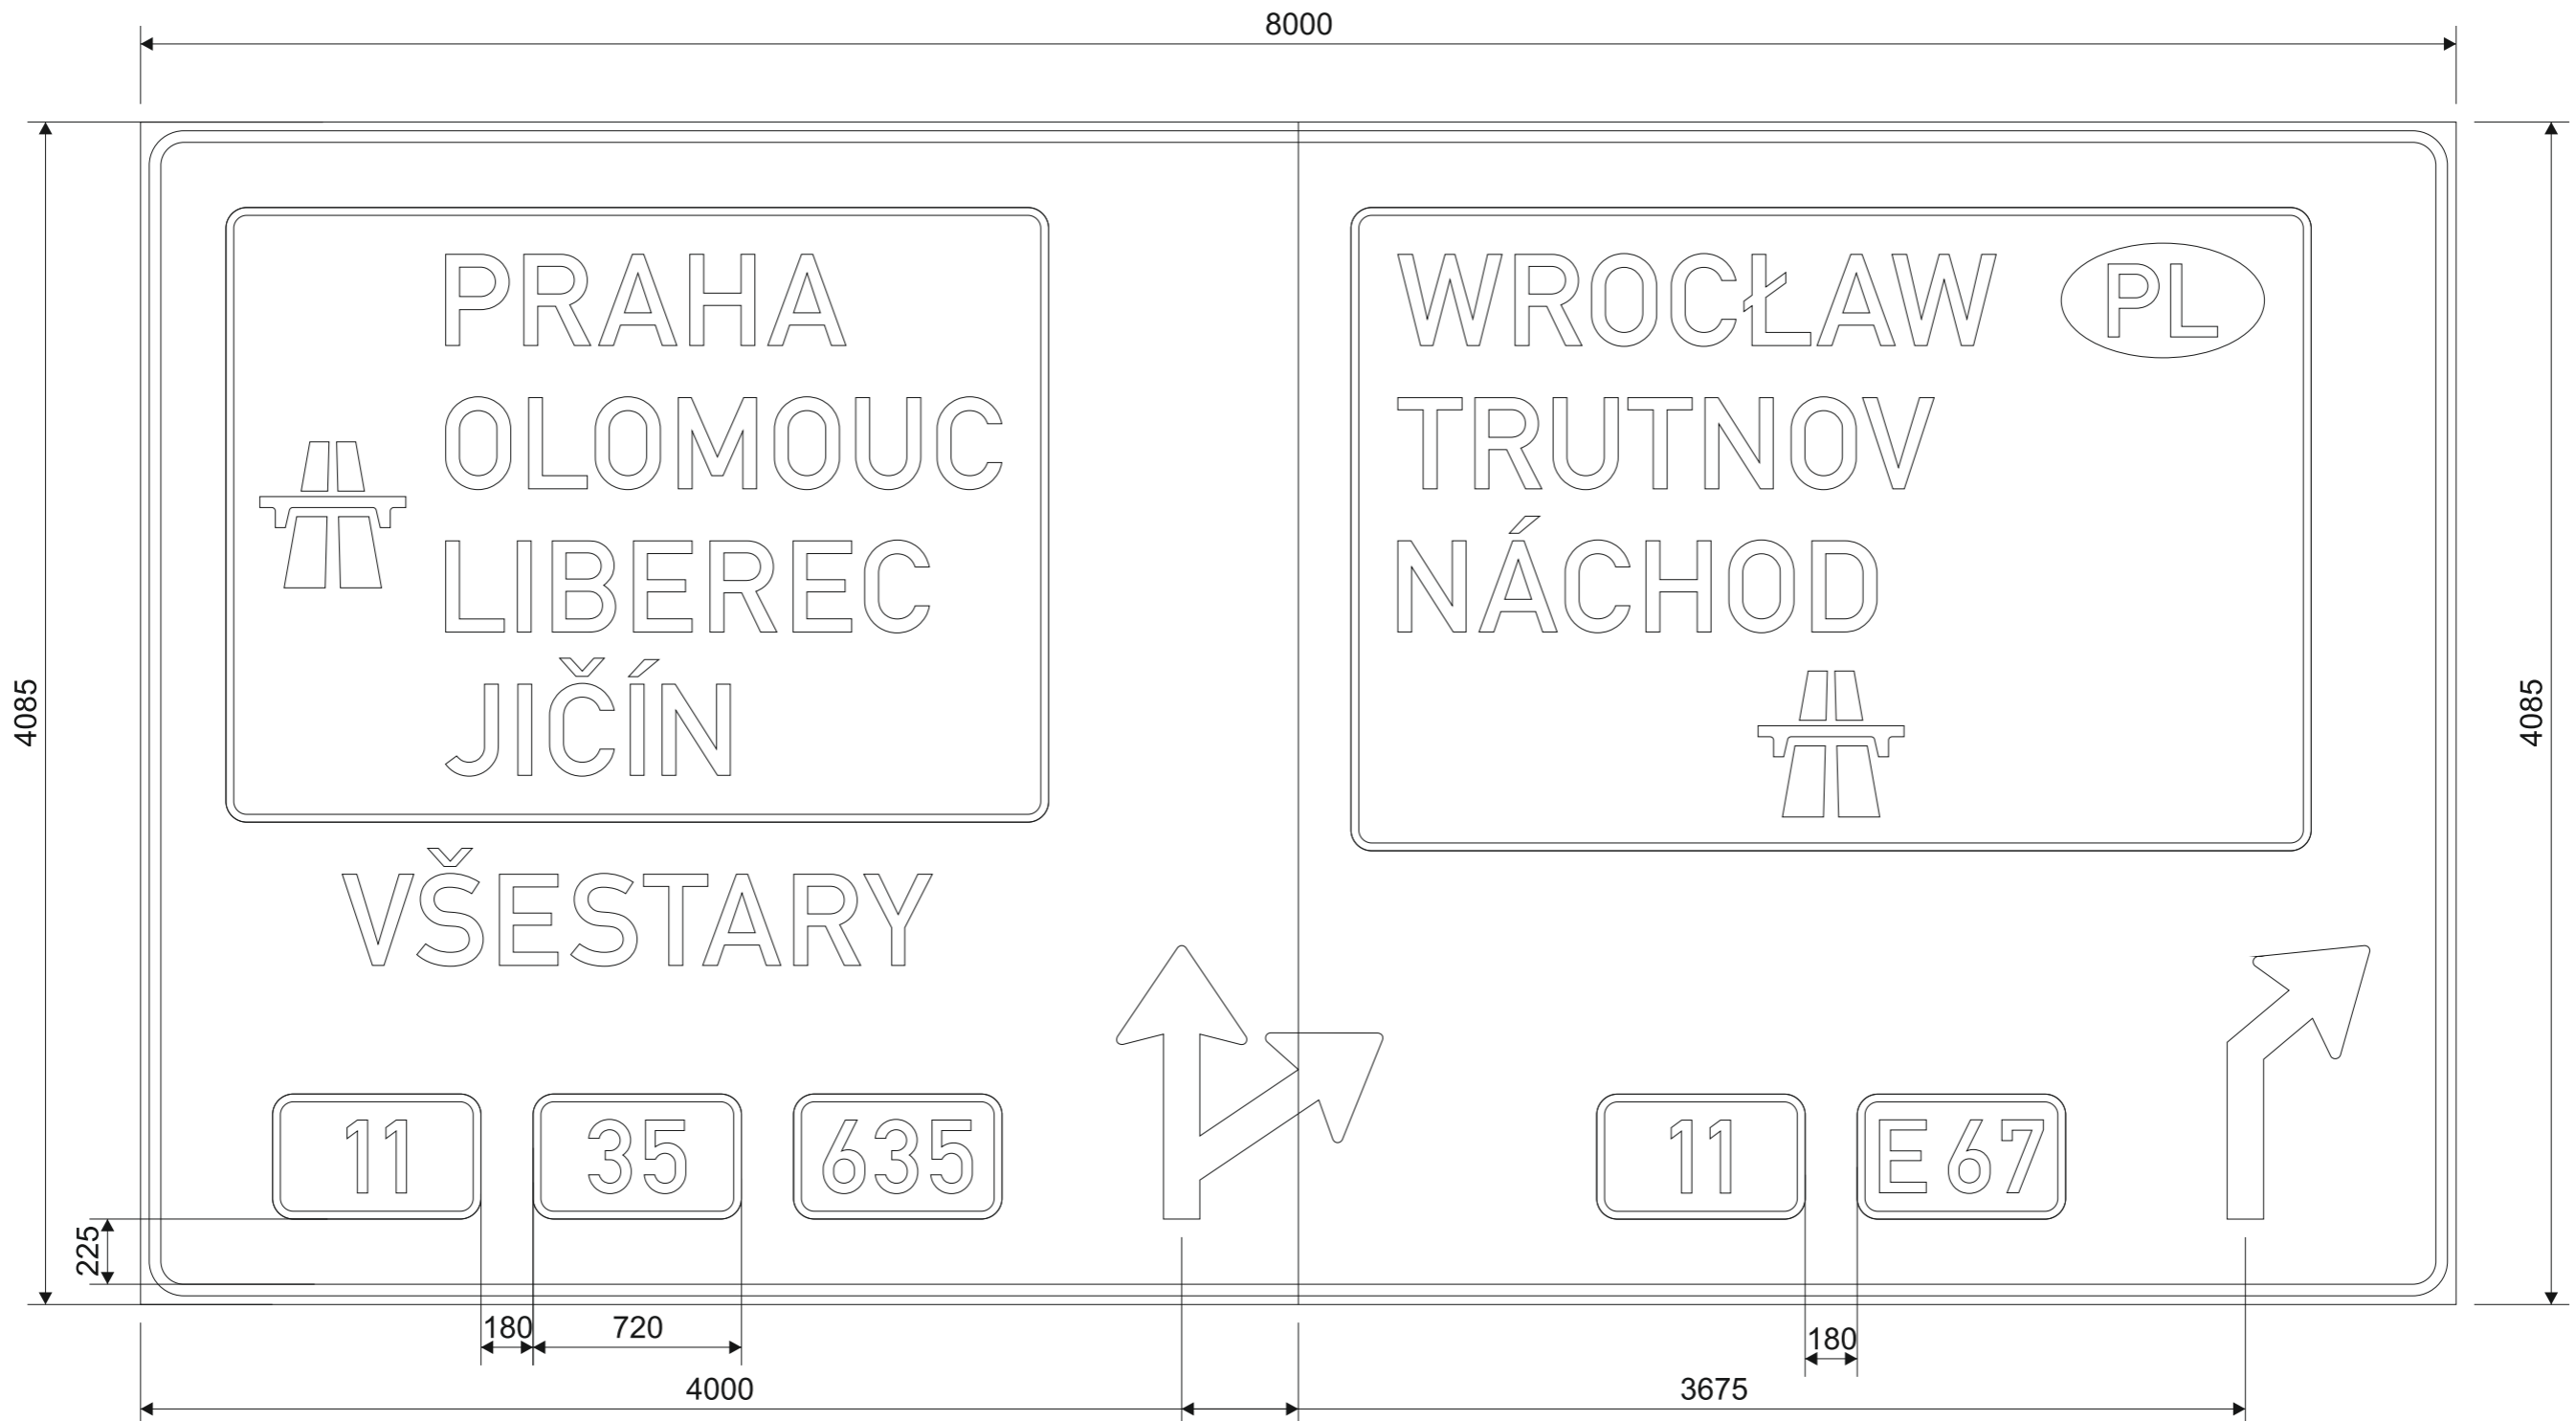 8000
PRAHA
OLOMOUC
LIBEREC
JIČÍN
VŠESTARY
11 35 635
WROCŁAW PL
TRUTNOV
NÁCHOD
11 E 67
4085
4085
225
180 720
180
4000 3675